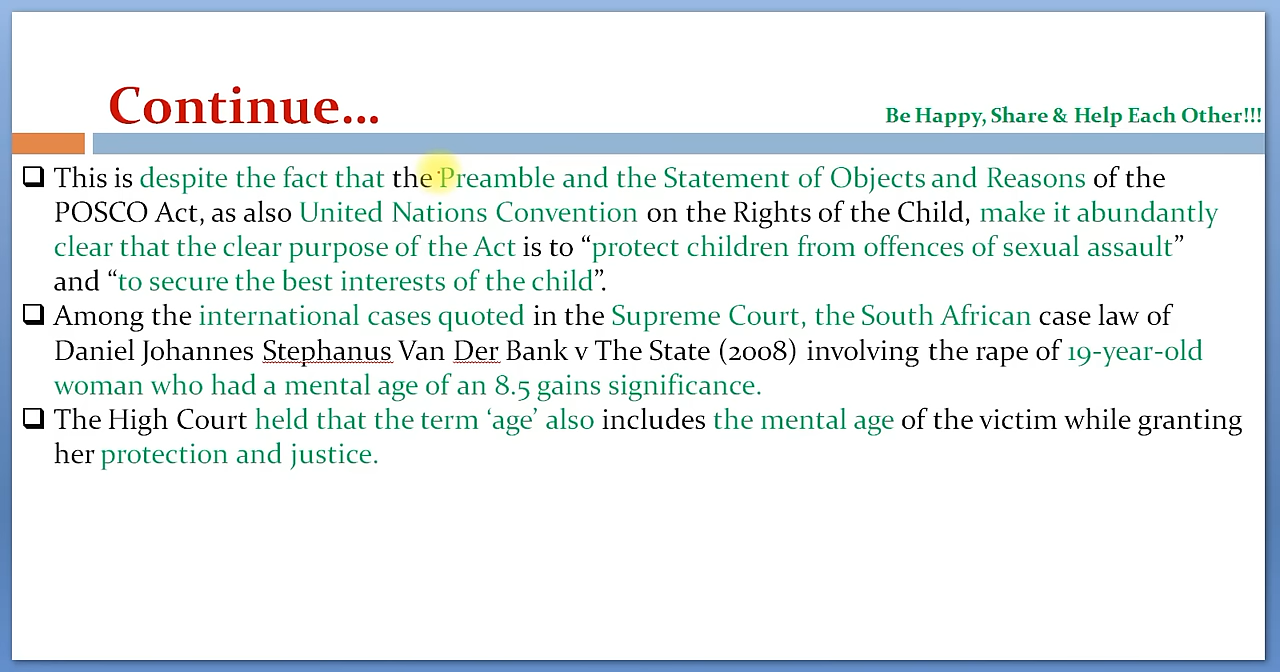 Continue...
Be Happy, Share & Help Each Other!!!
This is despite the fact that the Preamble and the Statement of Objects and Reasons of the
POSCO Act, as also United Nations Convention on the Rights of the Child, make it abundantly
clear that the clear purpose of the Act is to “protect children from offences of sexual assault”
and “to secure the best interests of the child”.
Among the international cases quoted in the Supreme Court, the South African case law of
Daniel Johannes Stephanus Van Der Bank v The State (2008) involving the rape of 19-year-old
woman who had a mental age of an 8.5 gains significance.
The High Court held that the term ‘age’ also includes the mental age of the victim while granting
her protection and justice.